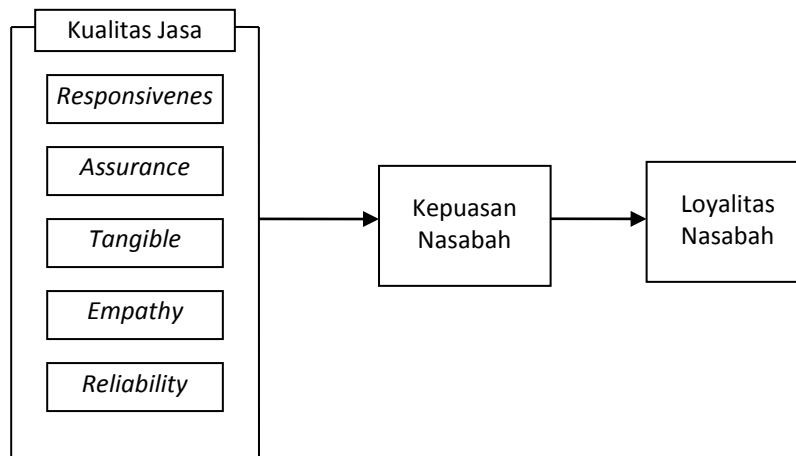 Kualitas Jasa
Responsivenes
Assurance
Tangible
Empathy
Reliability
Kepuasan
Nasabah
Loyalitas
Nasabah